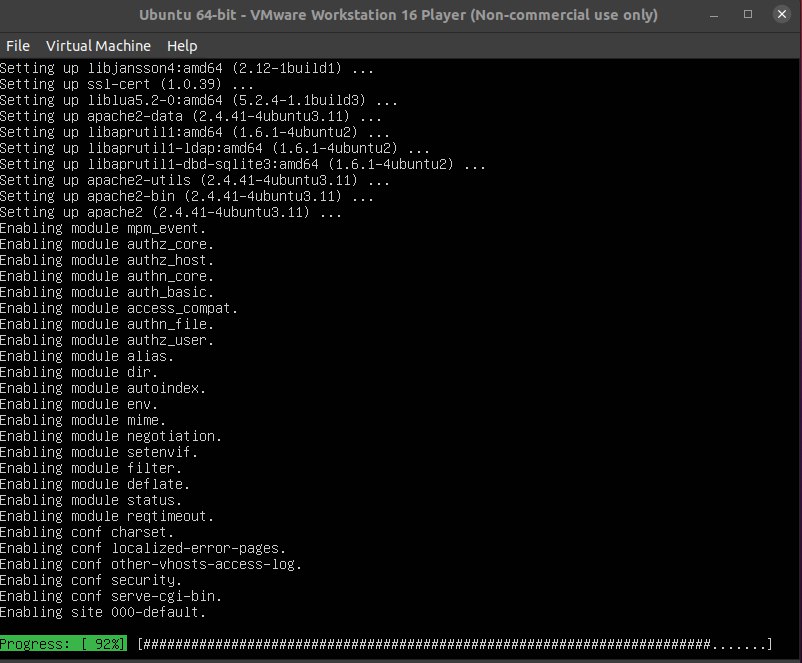 Ubuntu 64-bit - VMware Workstation 16 Player (Non-commercial use only)
File Virtual Machine Help
Setting up libjansson4:amd64 (2.12-1build1) ...
Setting up ssl-cert (1.0.39) ...
Setting up liblua5.2-0:amd64 (5.2.4-1.1build3) ...
Setting up apache2-data (2.4.41-4ubuntu3.11) ...
Setting up libaprutil1:amd64 (1.6.1-4ubuntu2) ...
Setting up libaprutil1-ldap:amd64 (1.6.1-4ubuntu2) ...
Setting up libaprutil1-dbd-sqlite3:amd64 (1.6.1-4ubuntu2) ...
Setting up apache2-utils (2.4.41-4ubuntu3.11) ...
Setting up apache2-bin (2.4.41-4ubuntu3.11) ...
Setting up apache2 (2.4.41-4ubuntu3.11) ...
Enabling module mpm_event.
Enabling module authz_core.
Enabling module authz_host.
Enabling module authn_core.
Enabling module auth_basic.
Enabling module access_compat.
Enabling module authn_file.
Enabling module authz_user.
Enabling module alias.
Enabling module dir.
Enabling module autoindex.
Enabling module env.
Enabling module mime.
Enabling module negotiation.
Enabling module setenvif.
Enabling module filter.
Enabling module deflate.
Enabling module status.
Enabling module reqtimeout.
Enabling conf charset.
Enabling conf localized-error-pages.
Enabling conf other-vhosts-access-log.
Enabling conf security.
Enabling conf serve-cgi-bin.
Enabling site 000-default.
Progress: [ 92%] [#######################################################################.......]